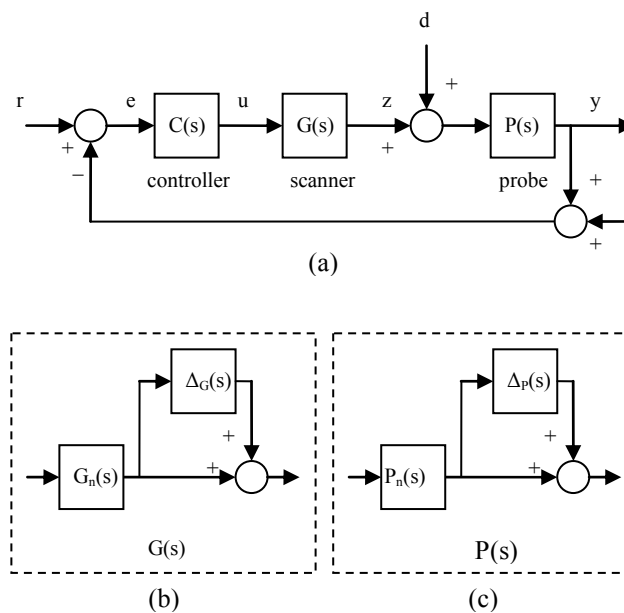 d
r
e
u
z
y
+
C(s)
G(s)
P(s)
+
+
−
controller
scanner
probe
+
+
(a)
Δ_G(s)
Δ_P(s)
+
+
G_n(s)
+
P_n(s)
+
G(s)
P(s)
(b)
(c)